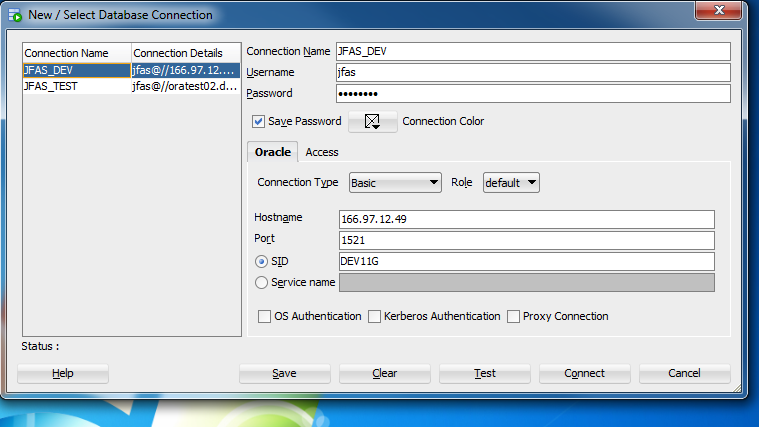 New / Select Database Connection
Connection Name Connection Details
JFAS_DEV jfas@//166.97.12....
JFAS_TEST jfas@//oratest02.d...
Connection Name JFAS_DEV
Username jfas
Password ••••••••
Save Password Connection Color
Oracle Access
Connection Type Basic Role default
Hostname 166.97.12.49
Port 1521
SID DEV11G
Service name
OS Authentication Kerberos Authentication Proxy Connection
Status :
Help Save Clear Test Connect Cancel